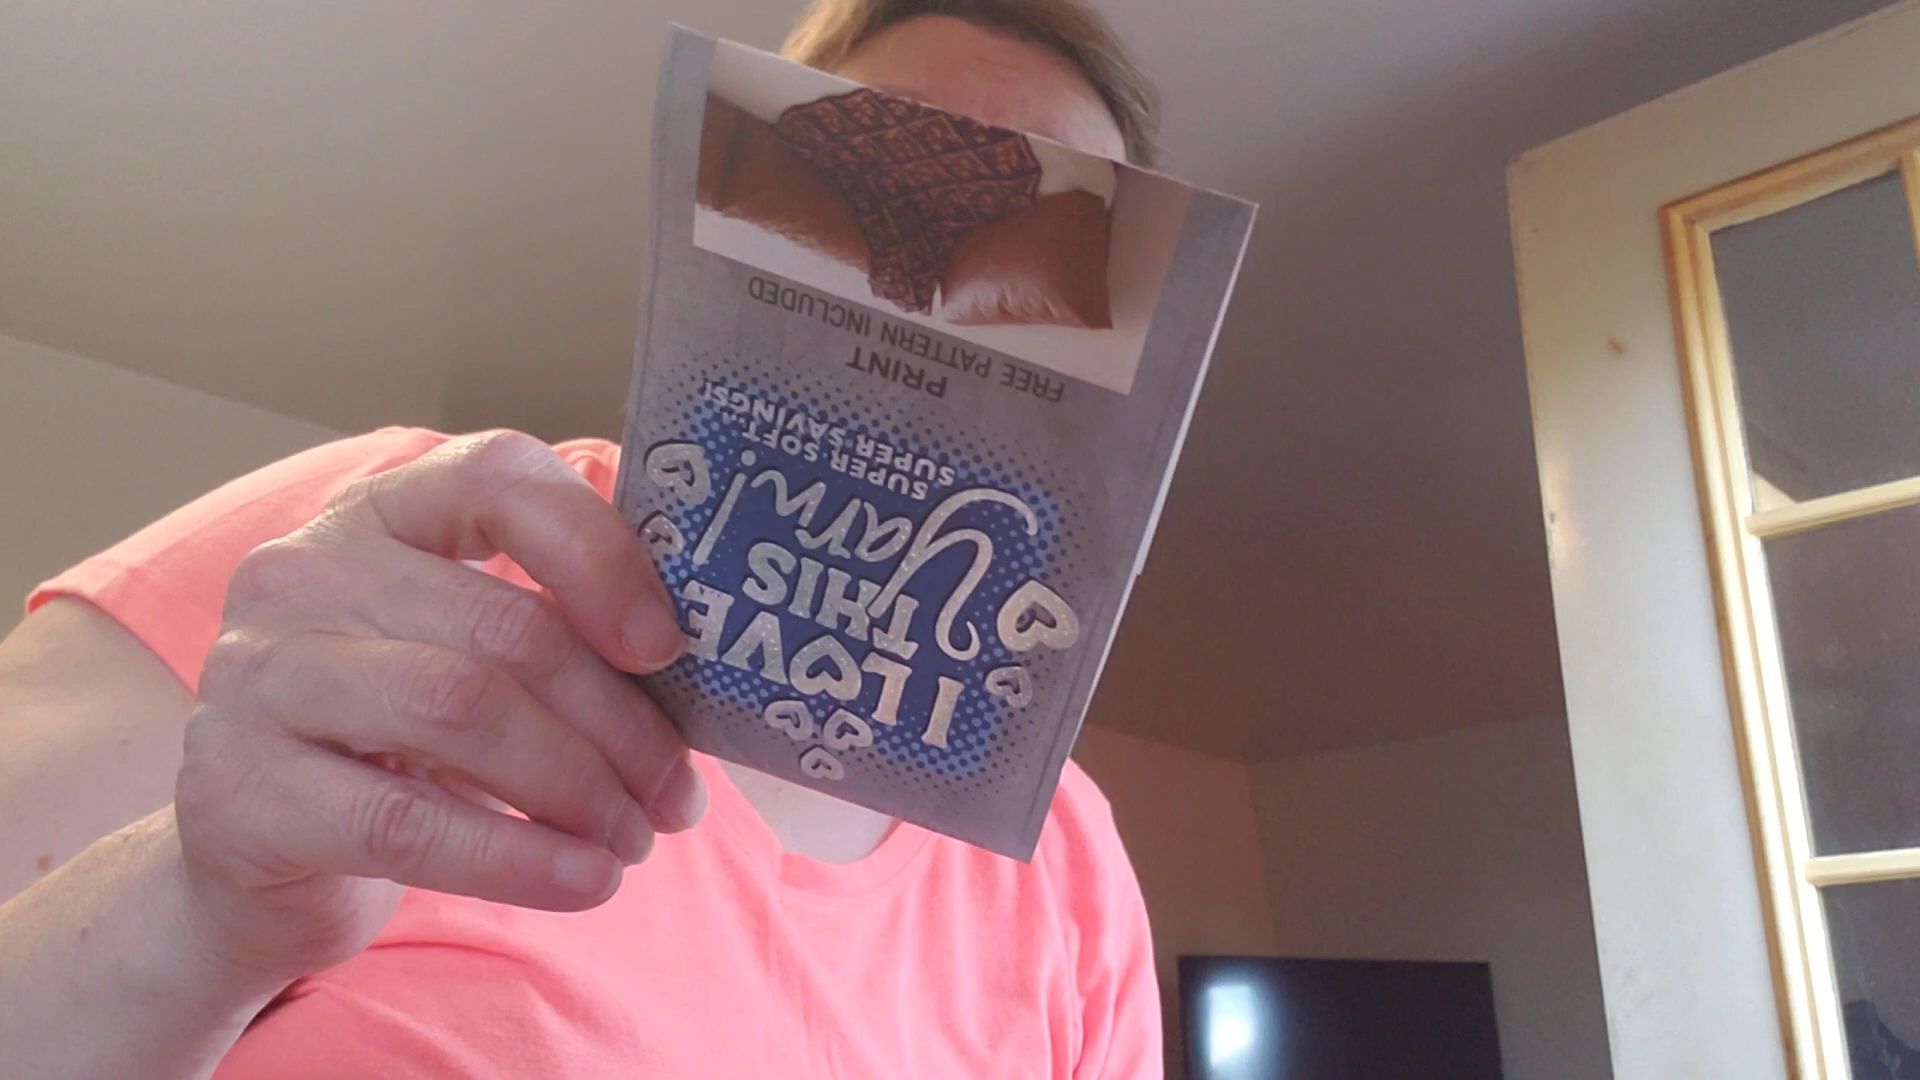 I LOVE
THIS
Yarn!
SUPER SOFT...
SUPER SAVINGS!
PRINT
FREE PATTERN INCLUDED